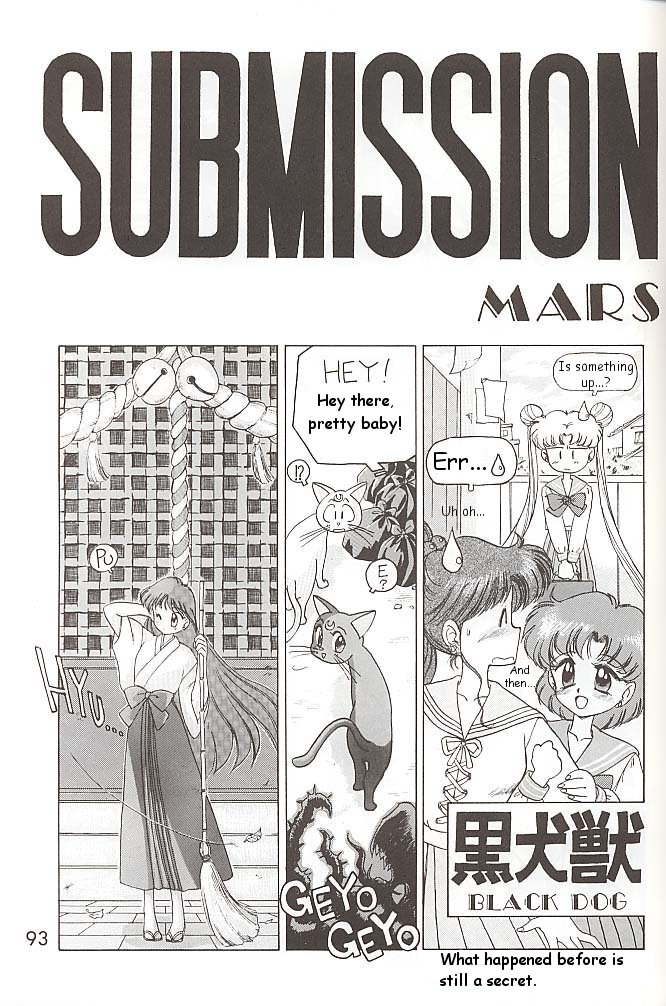 SUBMISSION
MARS
PU
HYU...
HEY!
Hey there,
pretty baby!
!?
E
?
GEYO
GEYO
Is something
up...?
Err...
Uh oh...
And
then...
黒犬獣
BLACK DOG
93
What happened before is
still a secret.